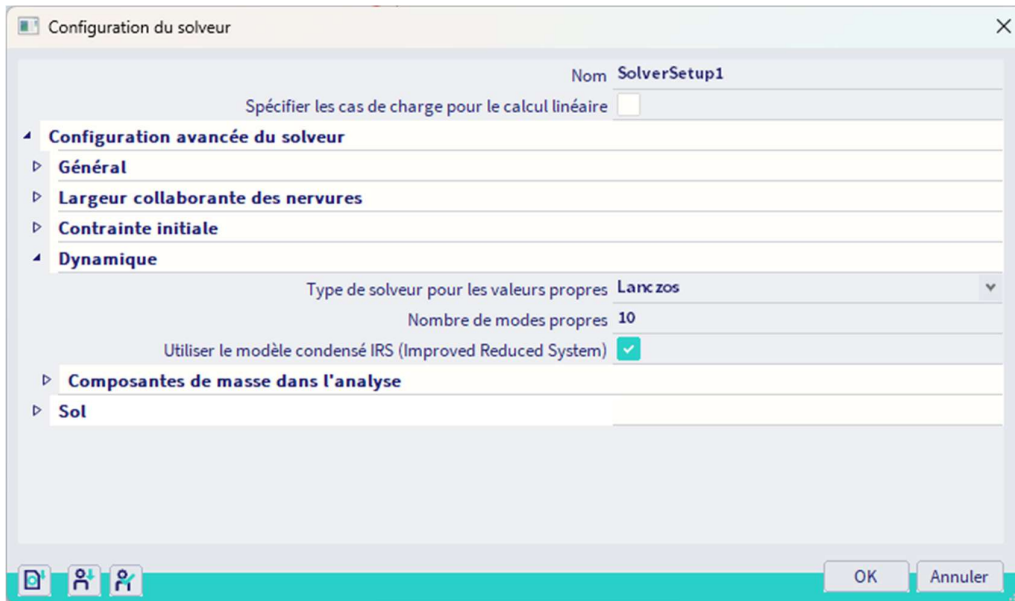 Configuration du solveur
Nom SolverSetup1
Spécifier les cas de charge pour le calcul linéaire
Configuration avancée du solveur
Général
Largeur collaborante des nervures
Contrainte initiale
Dynamique
Type de solveur pour les valeurs propres Lanczos
Nombre de modes propres 10
Utiliser le modèle condensé IRS (Improved Reduced System)
Composantes de masse dans l'analyse
Sol
OK Annuler